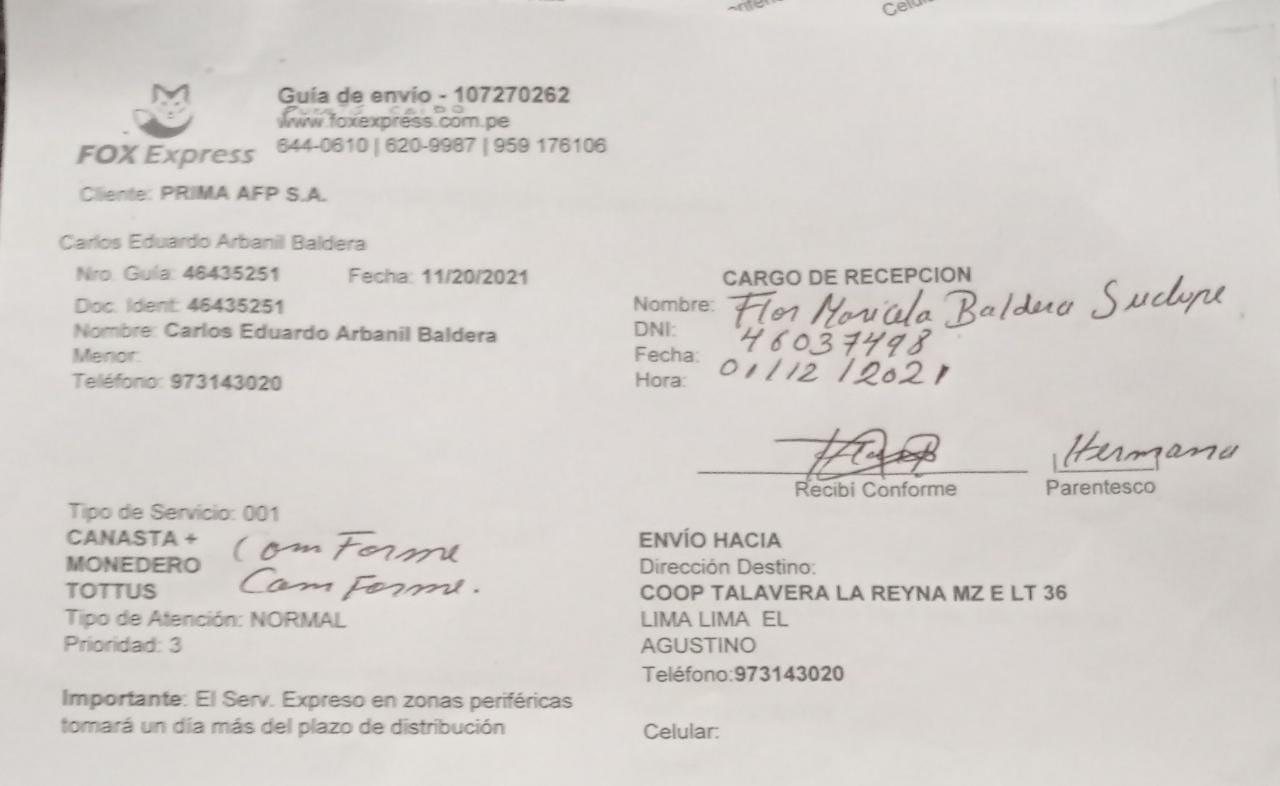 Celu
FOX Express
Guía de envío - 107270262
www.foxexpress.com.pe
644-0610 | 620-9987 | 959 176106
Cliente: PRIMA AFP S.A.
Carlos Eduardo Arbanil Baldera
Nro. Guía: 46435251 Fecha: 11/20/2021
Doc. Ident: 46435251
Nombre: Carlos Eduardo Arbanil Baldera
Menor:
Teléfono: 973143020
CARGO DE RECEPCION
Nombre: Flor Maricela Baldera Suclupe
DNI: 46037498
Fecha: 01/12/2021
Hora:
Hermana
Recibí Conforme Parentesco
Tipo de Servicio: 001
CANASTA + Com Forme
MONEDERO
TOTTUS Com Forme.
Tipo de Atención: NORMAL
Prioridad: 3
Importante: El Serv. Expreso en zonas periféricas
tomará un día más del plazo de distribución
ENVÍO HACIA
Dirección Destino:
COOP TALAVERA LA REYNA MZ E LT 36
LIMA LIMA EL
AGUSTINO
Teléfono:973143020
Celular: